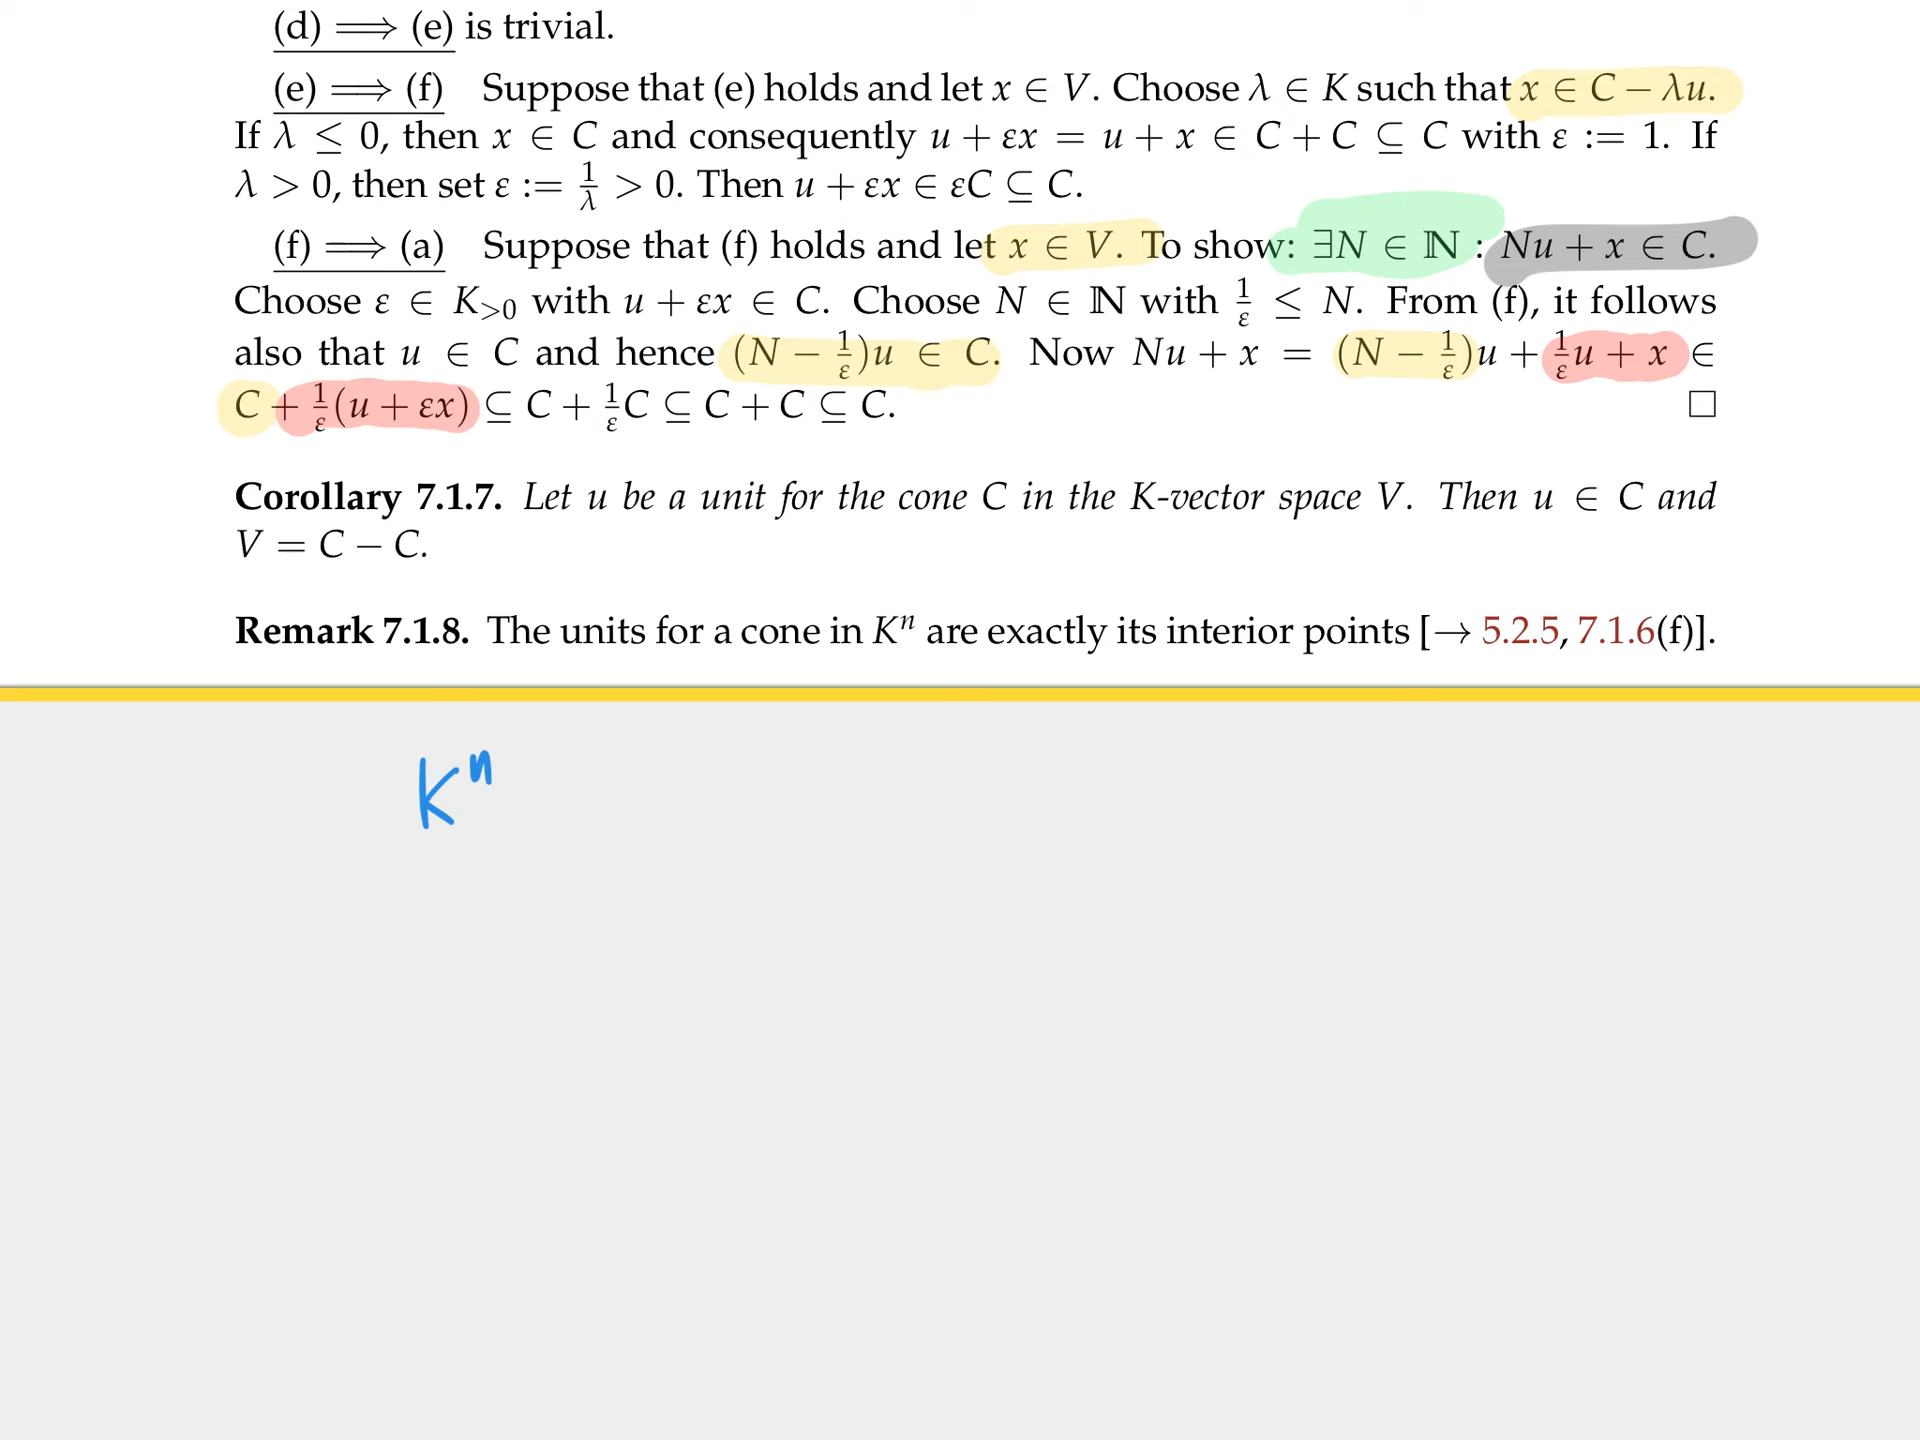 (d) ⟹ (e) is trivial.
(e) ⟹ (f) Suppose that (e) holds and let x ∈ V. Choose λ ∈ K such that x ∈ C − λu.
If λ ≤ 0, then x ∈ C and consequently u + εx = u + x ∈ C + C ⊆ C with ε := 1. If
λ > 0, then set ε := 1/λ > 0. Then u + εx ∈ εC ⊆ C.
(f) ⟹ (a) Suppose that (f) holds and let x ∈ V. To show: ∃N ∈ ℕ : Nu + x ∈ C.
Choose ε ∈ K_{>0} with u + εx ∈ C. Choose N ∈ ℕ with 1/ε ≤ N. From (f), it follows
also that u ∈ C and hence (N − 1/ε)u ∈ C. Now Nu + x = (N − 1/ε)u + 1/ε u + x ∈
C + 1/ε(u + εx) ⊆ C + 1/ε C ⊆ C + C ⊆ C. □
Corollary 7.1.7. Let u be a unit for the cone C in the K-vector space V. Then u ∈ C and
V = C − C.
Remark 7.1.8. The units for a cone in Kⁿ are exactly its interior points [→ 5.2.5, 7.1.6(f)].
Kⁿ